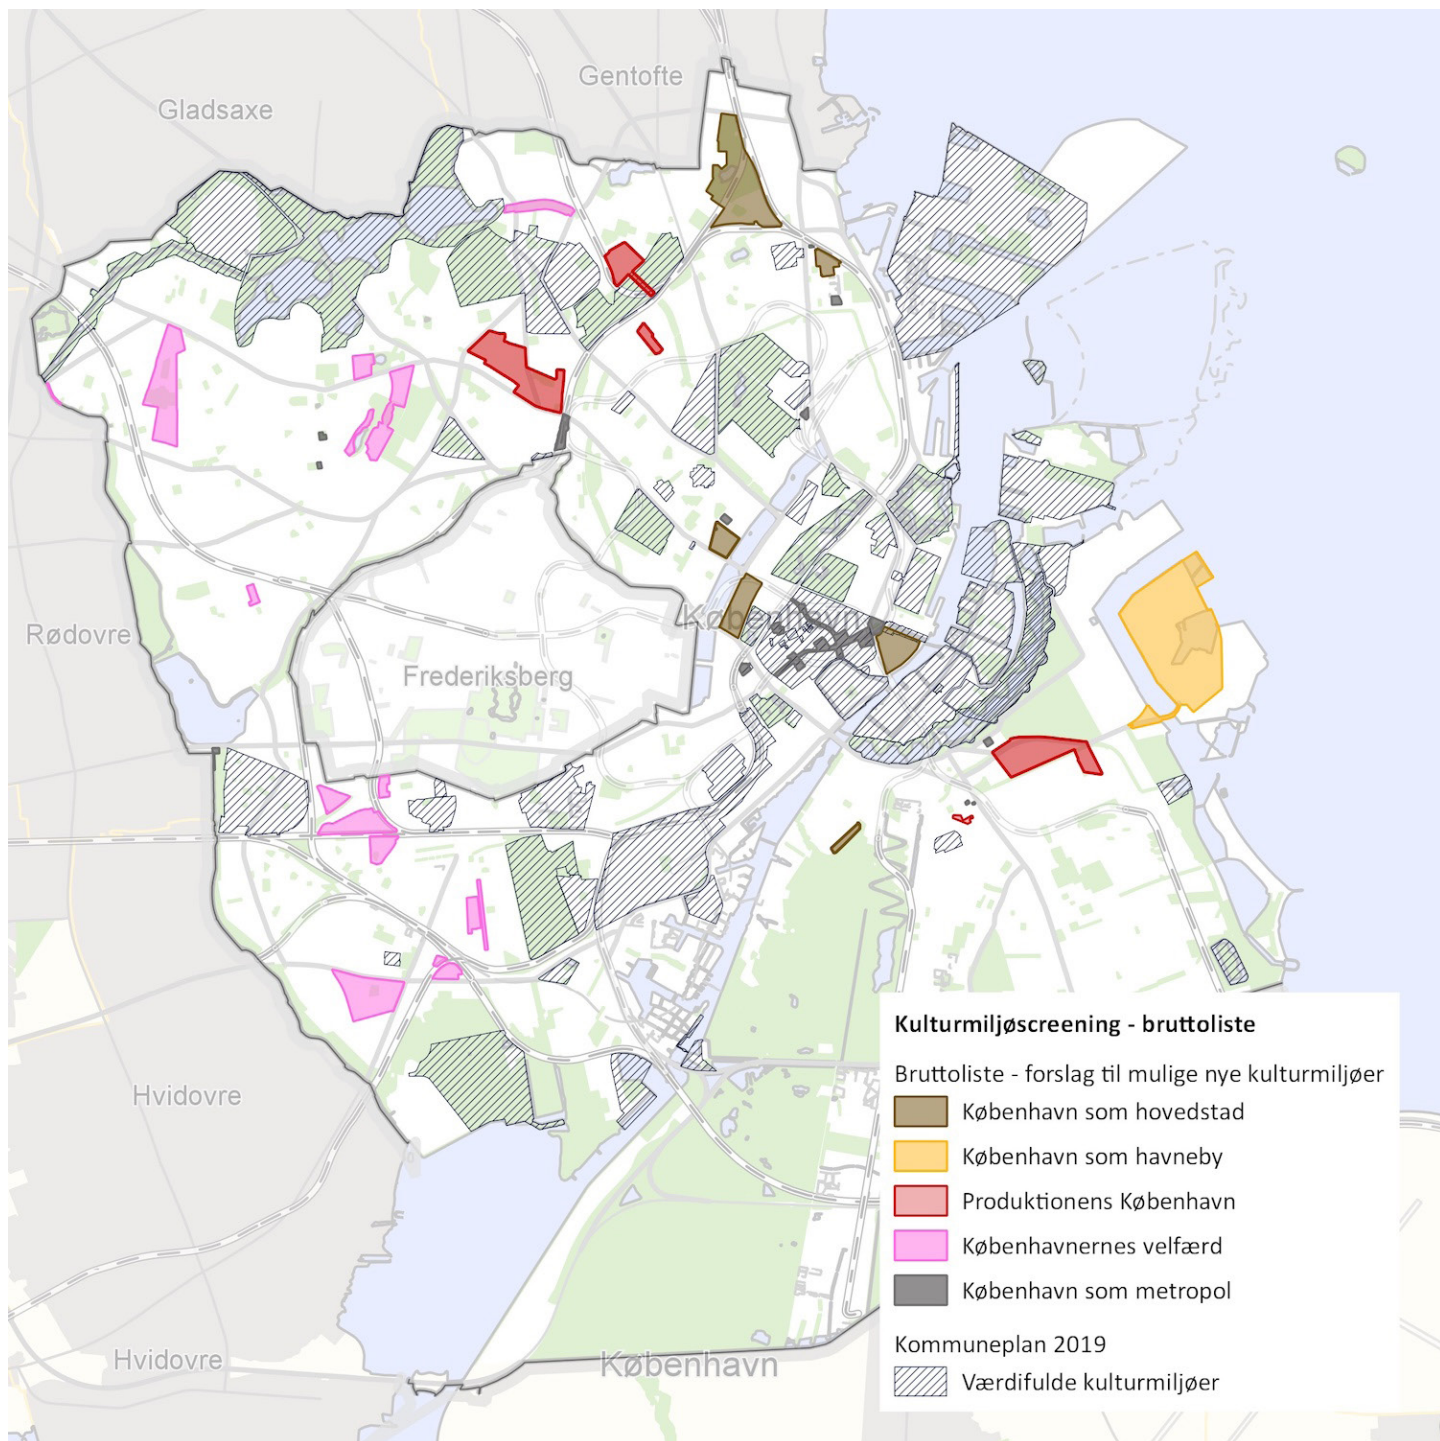 Gentofte
Gladsaxe
København
Rødovre
Frederiksberg
Hvidovre
Hvidovre
København
Kulturmiljøscreening - bruttoliste
Bruttoliste - forslag til mulige nye kulturmiljøer
København som hovedstad
København som havneby
Produktionens København
Københavnernes velfærd
København som metropol
Kommuneplan 2019
Værdifulde kulturmiljøer